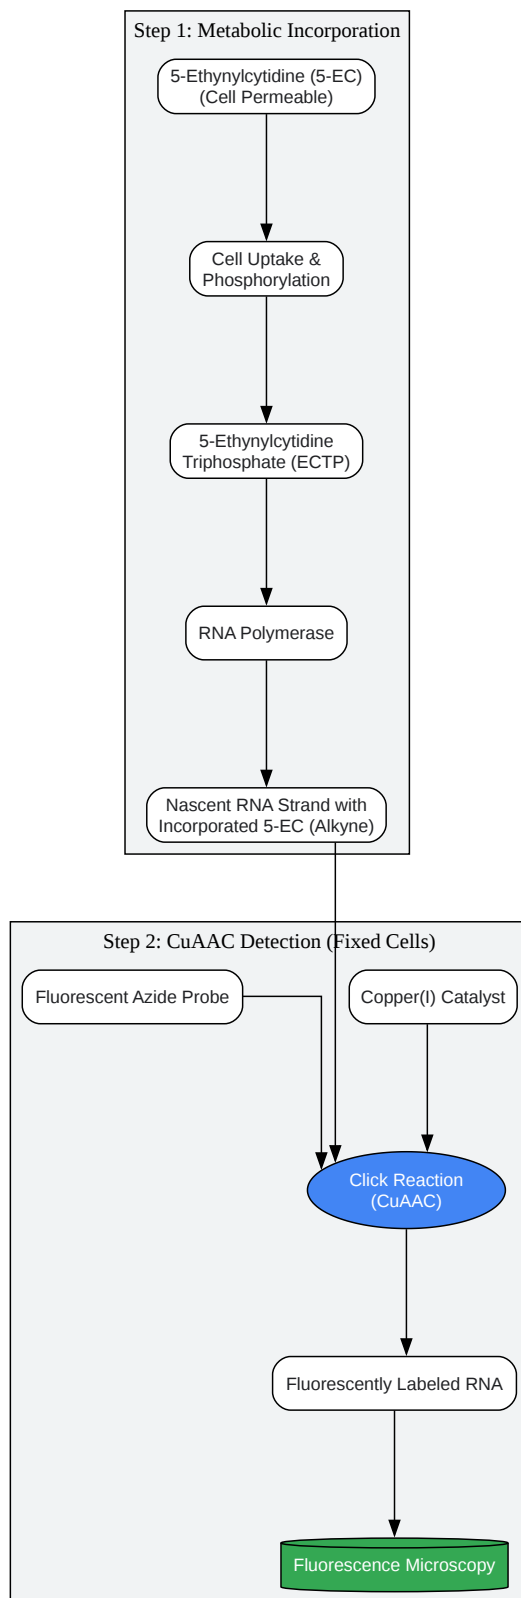 Step 1: Metabolic Incorporation
5-Ethynylcytidine (5-EC)
(Cell Permeable)
Cell Uptake &
Phosphorylation
5-Ethynylcytidine
Triphosphate (ECTP)
RNA Polymerase
Nascent RNA Strand with
Incorporated 5-EC (Alkyne)
Step 2: CuAAC Detection (Fixed Cells)
Fluorescent Azide Probe
Copper(I) Catalyst
Click Reaction
(CuAAC)
Fluorescently Labeled RNA
Fluorescence Microscopy